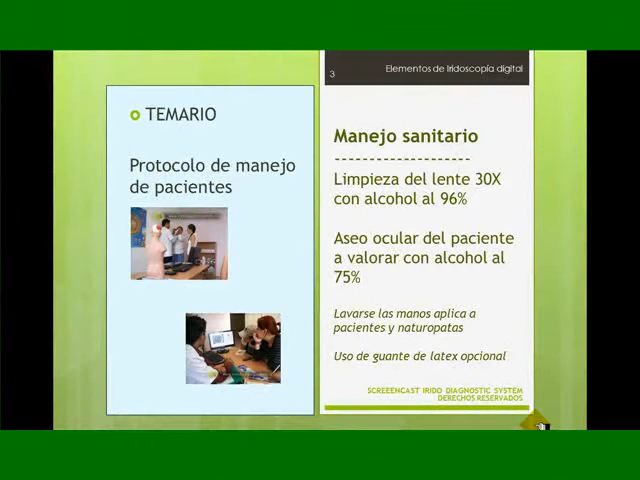 3
Elementos de Iridoscopía digital
TEMARIO
Protocolo de manejo
de pacientes
Manejo sanitario
-------------------
Limpieza del lente 30X
con alcohol al 96%
Aseo ocular del paciente
a valorar con alcohol al
75%
Lavarse las manos aplica a
pacientes y naturopatas
Uso de guante de latex opcional
SCREEENCAST IRIDO DIAGNOSTIC SYSTEM
DERECHOS RESERVADOS